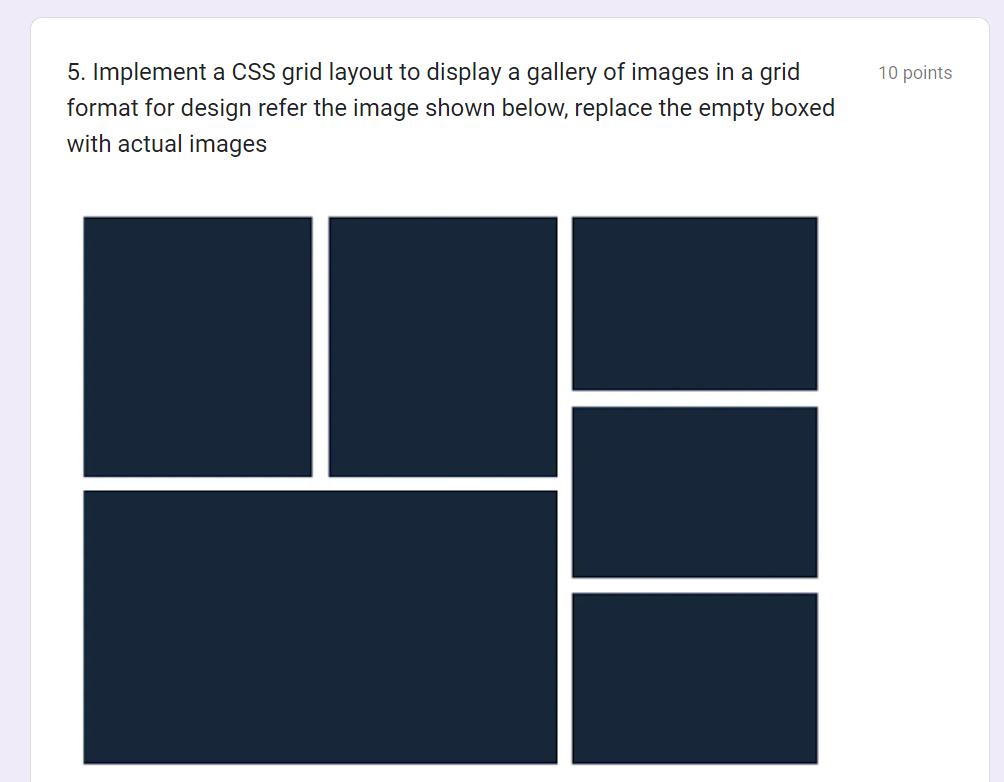 5. Implement a CSS grid layout to display a gallery of images in a grid
10 points
format for design refer the image shown below, replace the empty boxed
with actual images